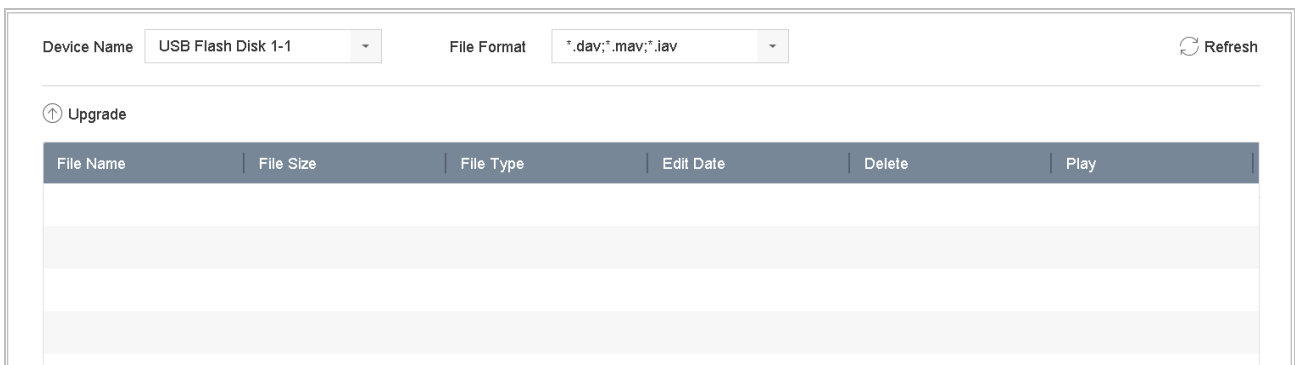 Device Name USB Flash Disk 1-1 File Format *.dav;*.mav;*.iav Refresh
Upgrade
File Name File Size File Type Edit Date Delete Play